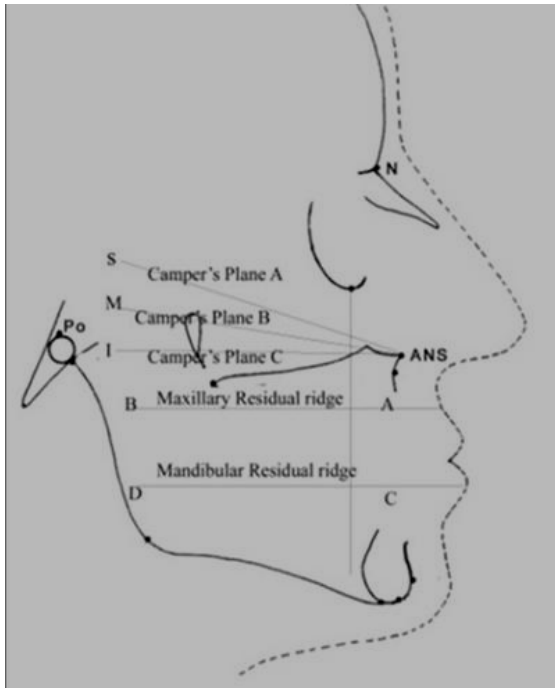 N
S
Camper's Plane A
M
Camper's Plane B
Po
I
Camper's Plane C
ANS
B
Maxillary Residual ridge
A
Mandibular Residual ridge
D
C